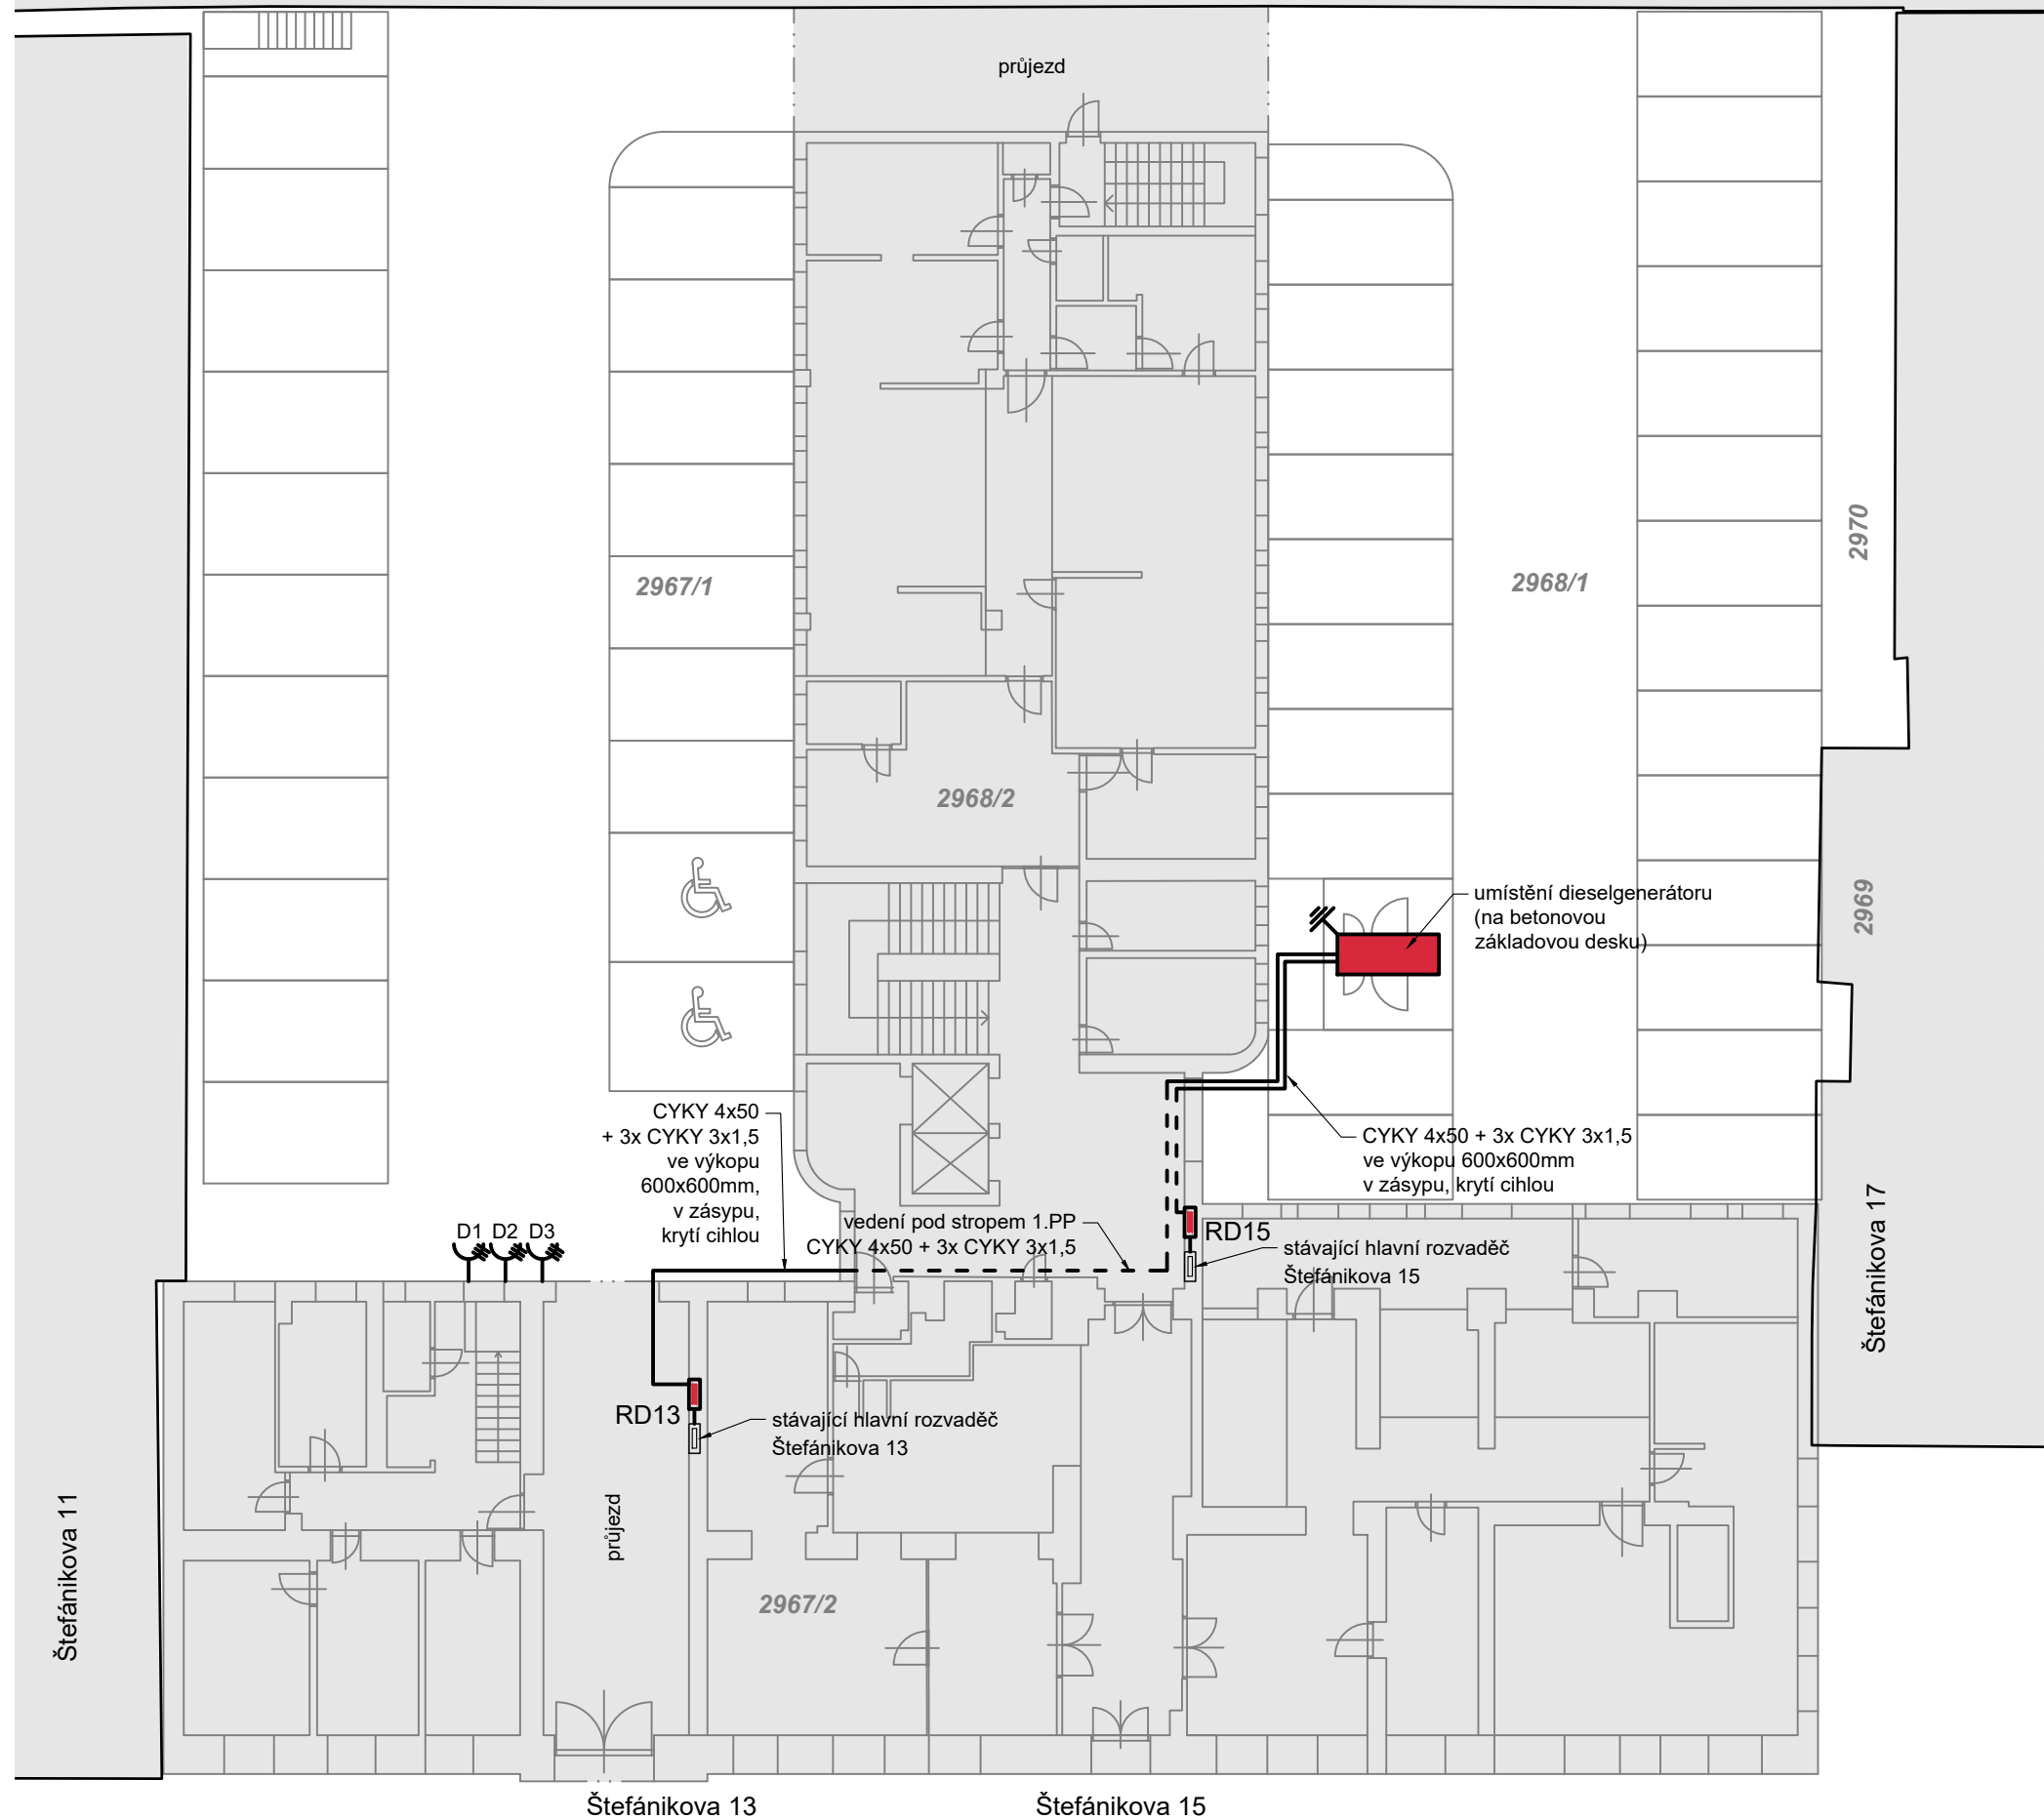 průjezd
2970
2967/1
2968/1
2968/2
umístění dieselgenerátoru
(na betonovou
základovou desku)
2969
CYKY 4x50
+ 3x CYKY 3x1,5
ve výkopu
600x600mm,
v zásypu,
krytí cihlou
CYKY 4x50 + 3x CYKY 3x1,5
ve výkopu 600x600mm
v zásypu, krytí cihlou
vedení pod stropem 1.PP
CYKY 4x50 + 3x CYKY 3x1,5
D1 D2 D3
RD15
stávající hlavní rozvaděč
Štefánikova 15
Štefánikova 17
RD13
stávající hlavní rozvaděč
Štefánikova 13
průjezd
Štefánikova 11
2967/2
Štefánikova 13
Štefánikova 15